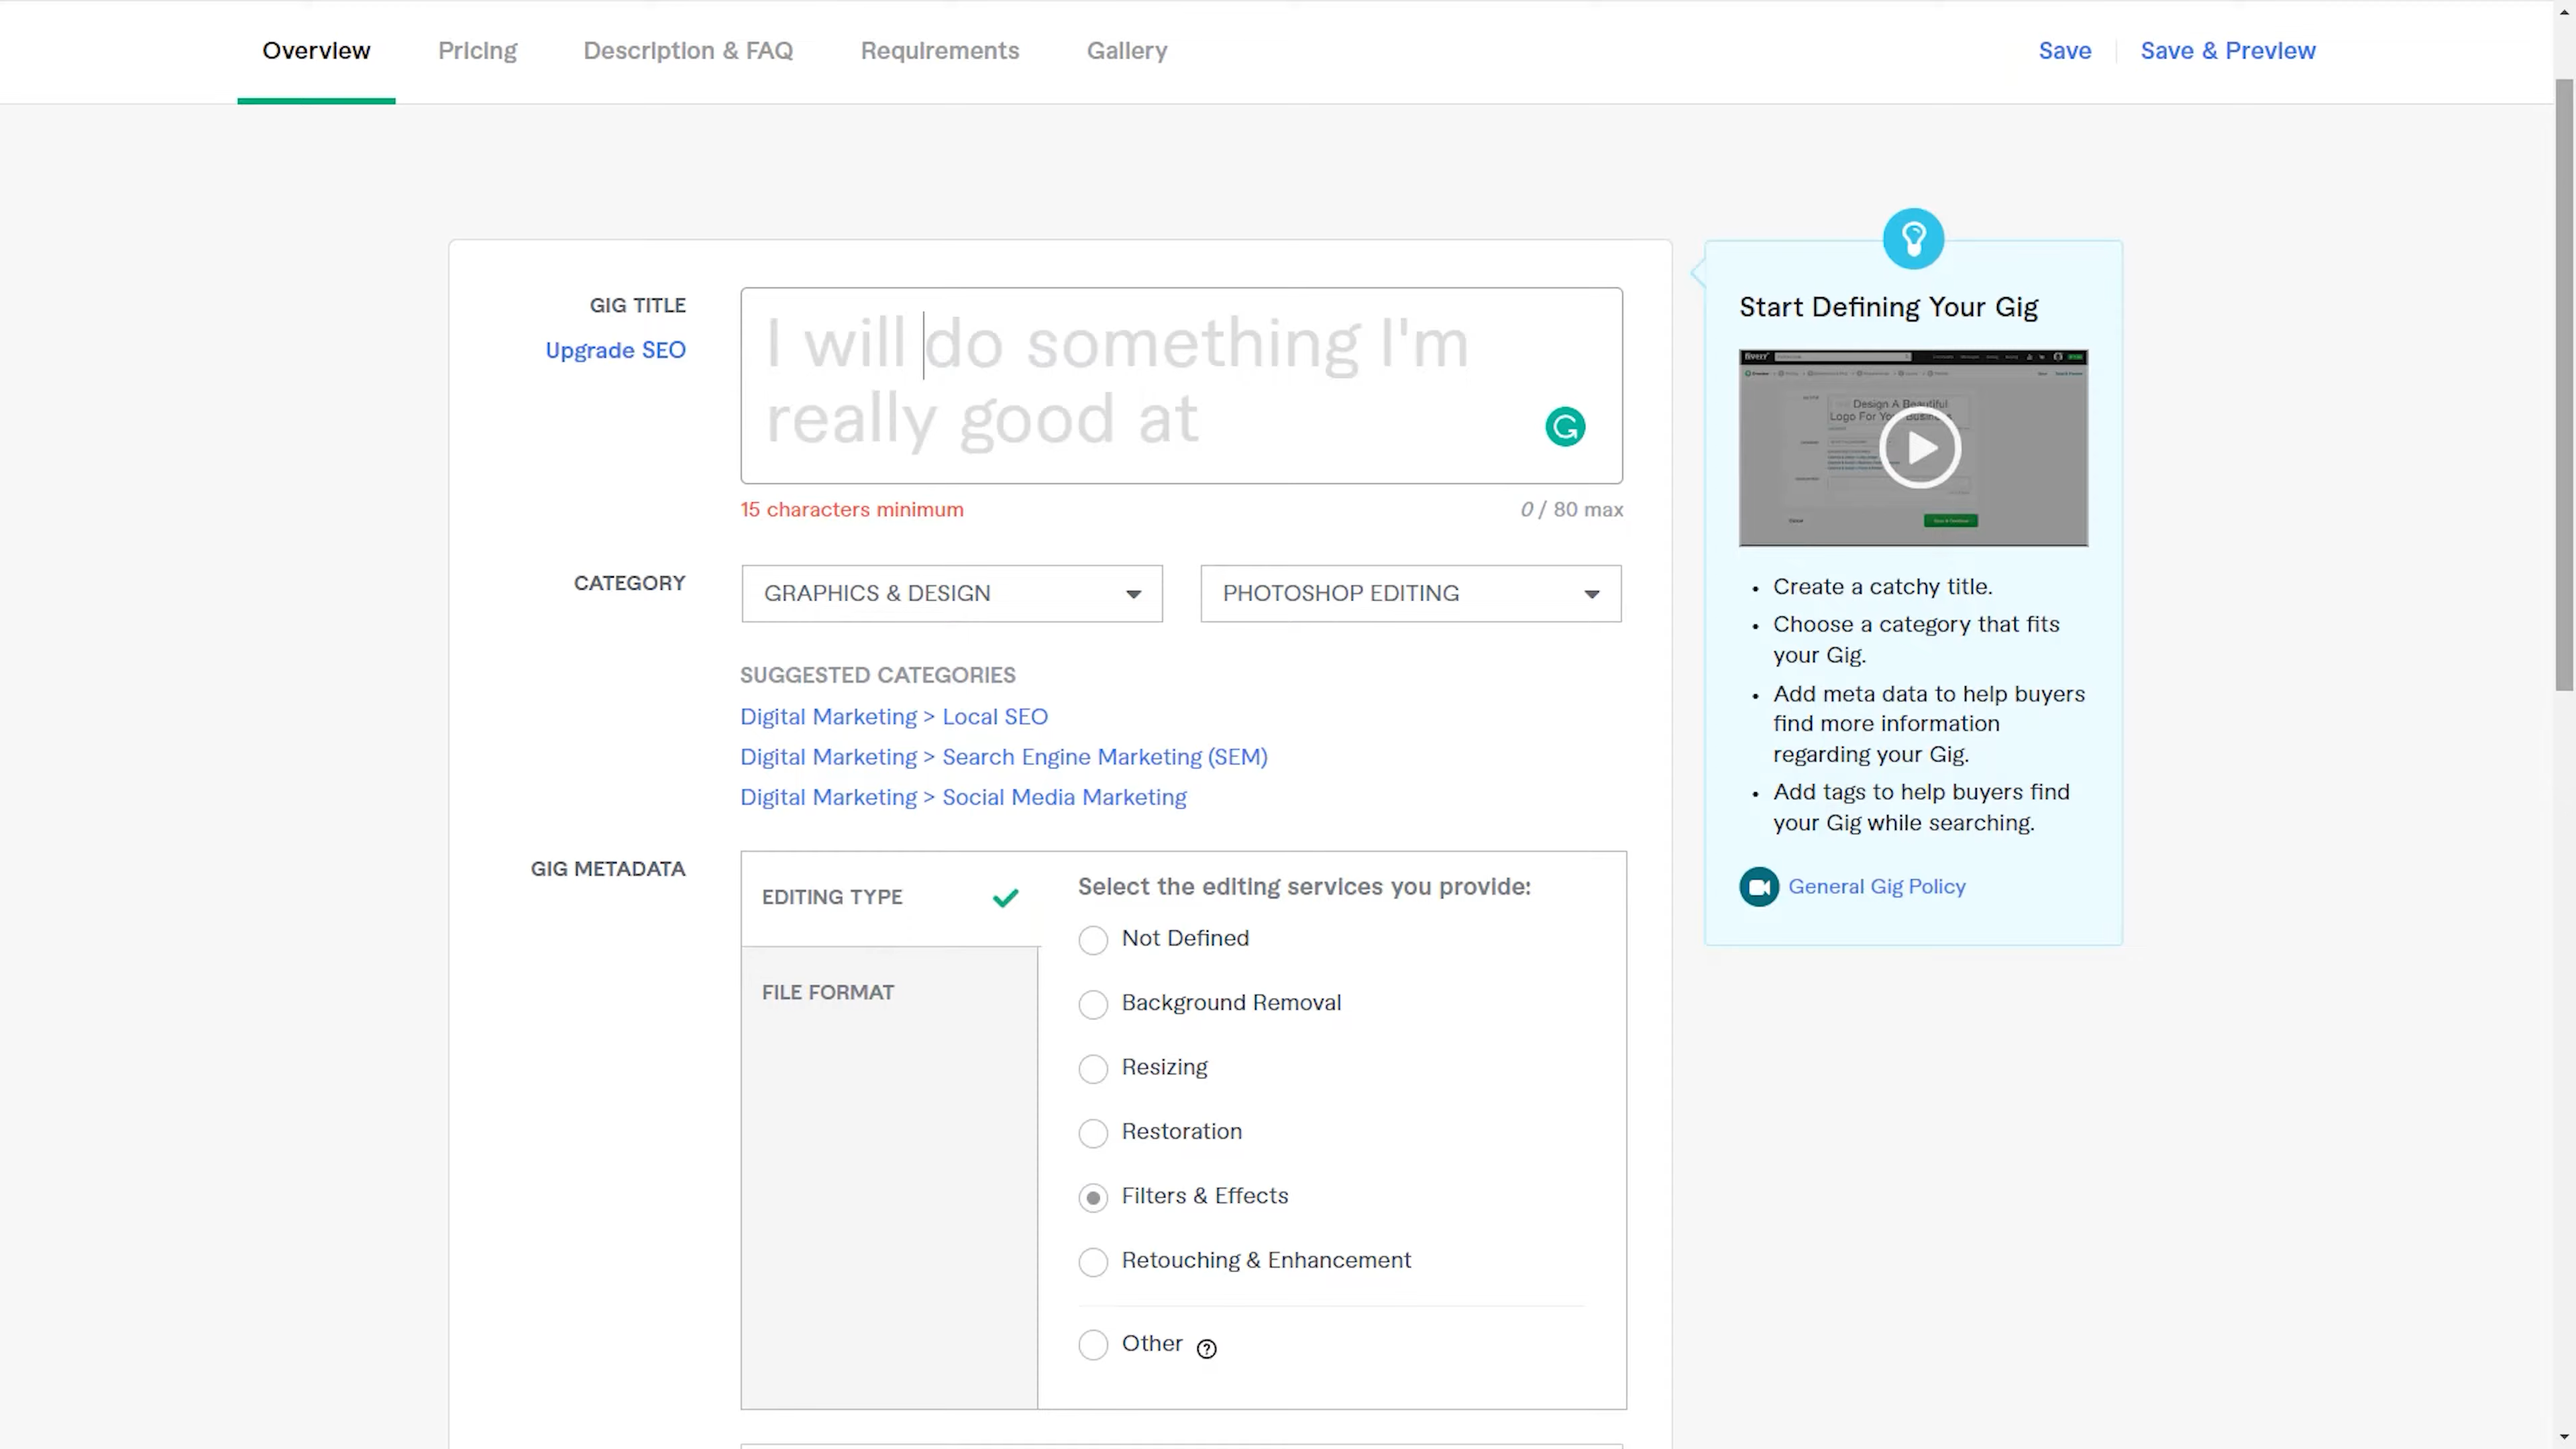 Overview
Pricing
Description & FAQ
Requirements
Gallery
Save
Save & Preview
GIG TITLE
Upgrade SEO
I will do something I'm
really good at
15 characters minimum
0 / 80 max
CATEGORY
GRAPHICS & DESIGN
PHOTOSHOP EDITING
SUGGESTED CATEGORIES
Digital Marketing > Local SEO
Digital Marketing > Search Engine Marketing (SEM)
Digital Marketing > Social Media Marketing
GIG METADATA
EDITING TYPE
FILE FORMAT
Select the editing services you provide:
Not Defined
Background Removal
Resizing
Restoration
Filters & Effects
Retouching & Enhancement
Other
Start Defining Your Gig
fiverr
Design A Beautiful
Logo For
• Create a catchy title.
• Choose a category that fits
your Gig.
• Add meta data to help buyers
find more information
regarding your Gig.
• Add tags to help buyers find
your Gig while searching.
General Gig Policy